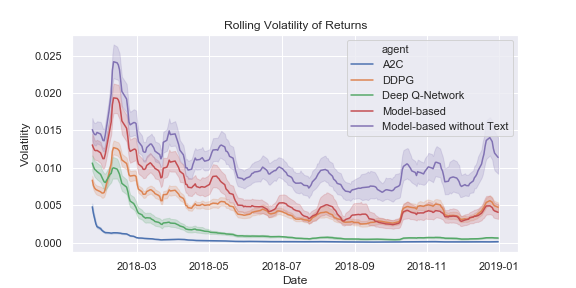 Rolling Volatility of Returns
agent
A2C
DDPG
Deep Q-Network
Model-based
Model-based without Text
Volatility
0.025
0.020
0.015
0.010
0.005
0.000
2018-03 2018-05 2018-07 2018-09 2018-11 2019-01
Date